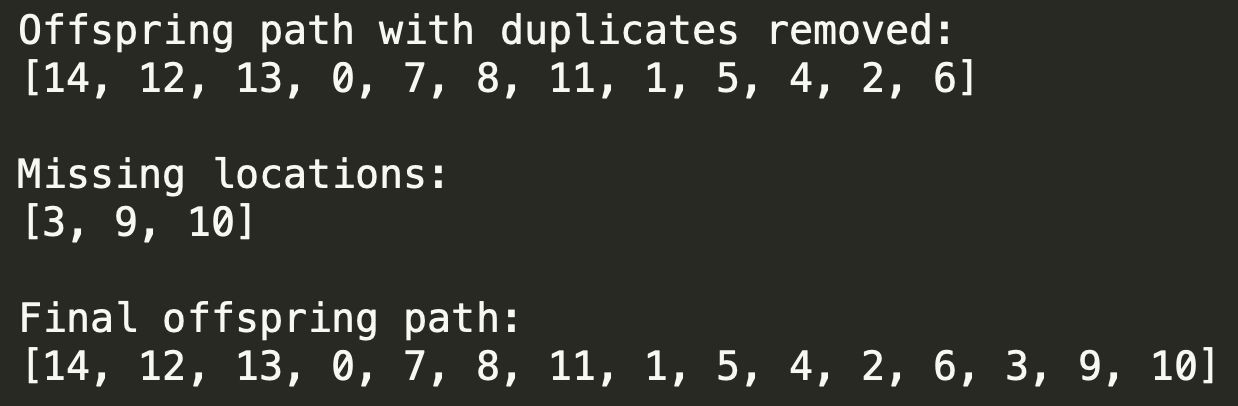 Offspring path with duplicates removed:
[14, 12, 13, 0, 7, 8, 11, 1, 5, 4, 2, 6]
Missing locations:
[3, 9, 10]
Final offspring path:
[14, 12, 13, 0, 7, 8, 11, 1, 5, 4, 2, 6, 3, 9, 10]